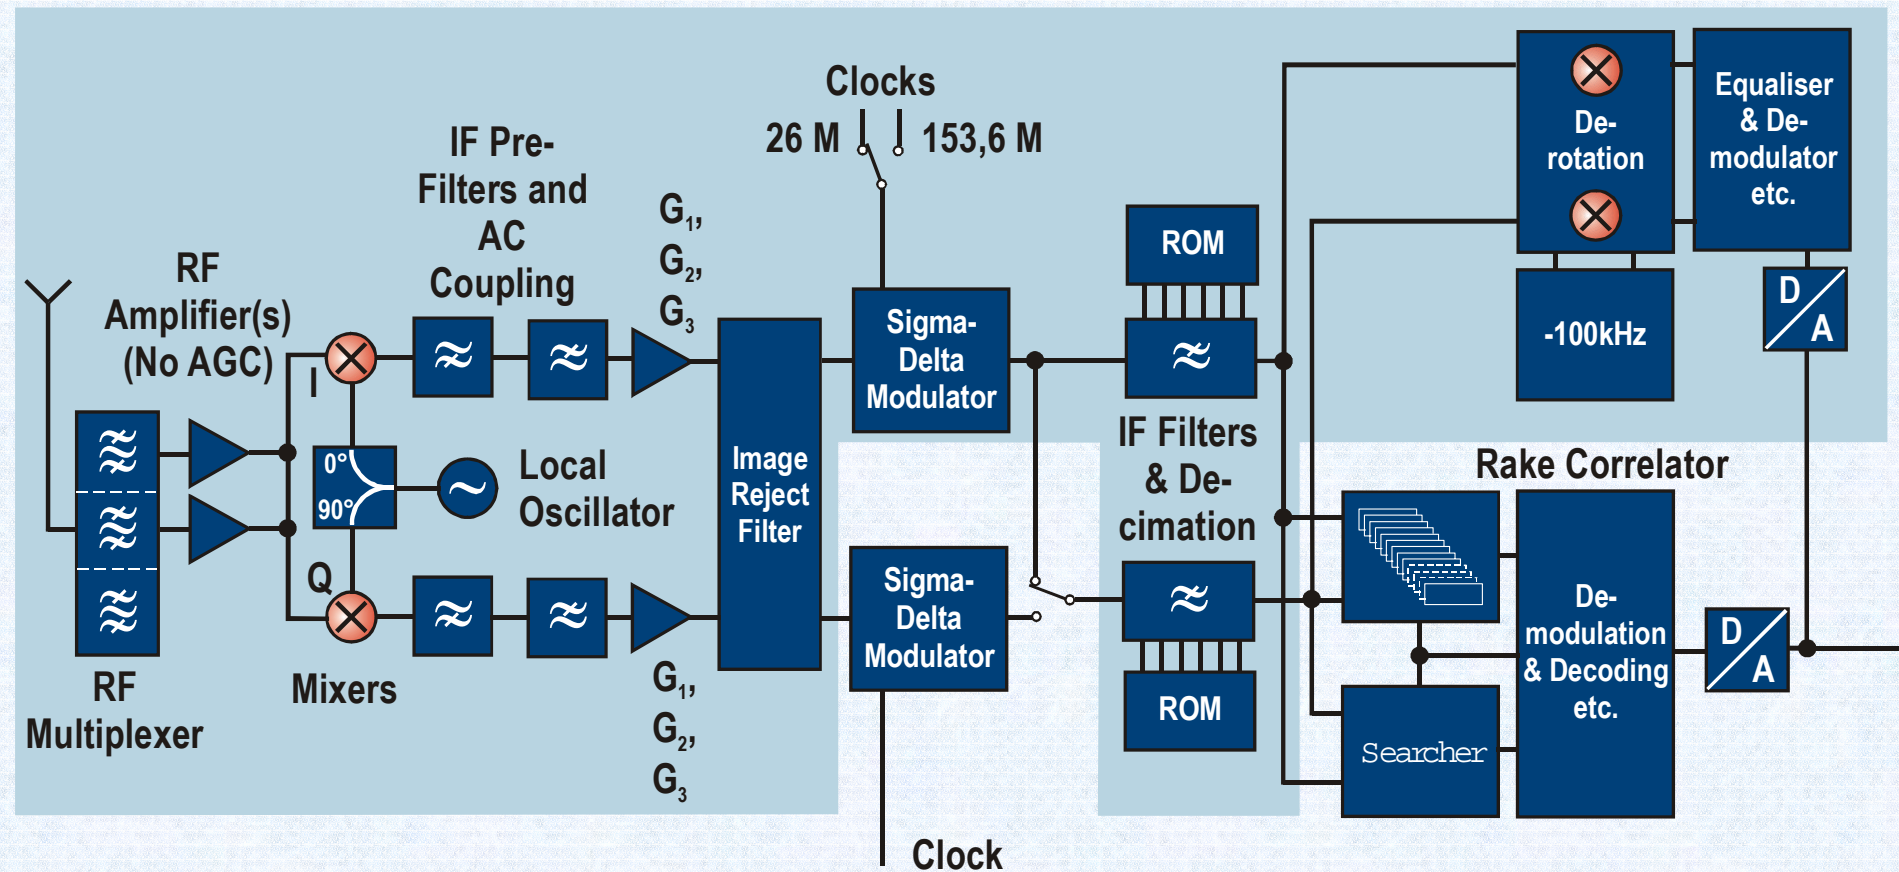 Clocks
26 M
153,6 M
IF Pre-
Filters and
AC
Coupling
G1,
G2,
G3
RF
Amplifier(s)
(No AGC)
I
0°
90°
Q
Local
Oscillator
RF
Multiplexer
Mixers
G1,
G2,
G3
Image
Reject
Filter
Sigma-
Delta
Modulator
Sigma-
Delta
Modulator
Clock
ROM
IF Filters
& De-
cimation
ROM
De-
rotation
-100kHz
Equaliser
& De-
modulator
etc.
D
A
Rake Correlator
Searcher
De-
modulation
& Decoding
etc.
D
A